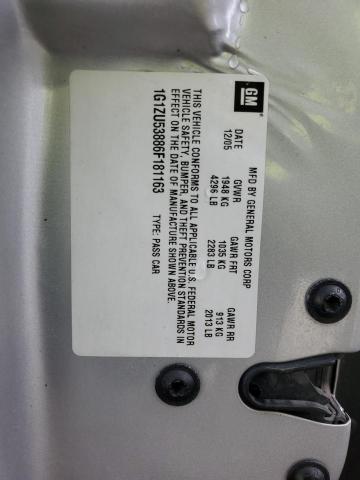 GM
MFD BY GENERAL MOTORS CORP
DATE GVWR GAWR FRT GAWR RR
12/05 1948 KG 1035 KG 913 KG
4296 LB 2283 LB 2013 LB
THIS VEHICLE CONFORMS TO ALL APPLICABLE U.S. FEDERAL MOTOR
VEHICLE SAFETY, BUMPER, AND THEFT PREVENTION STANDARDS IN
EFFECT ON THE DATE OF MANUFACTURE SHOWN ABOVE.
1G1ZU53886F181163 TYPE: PASS CAR